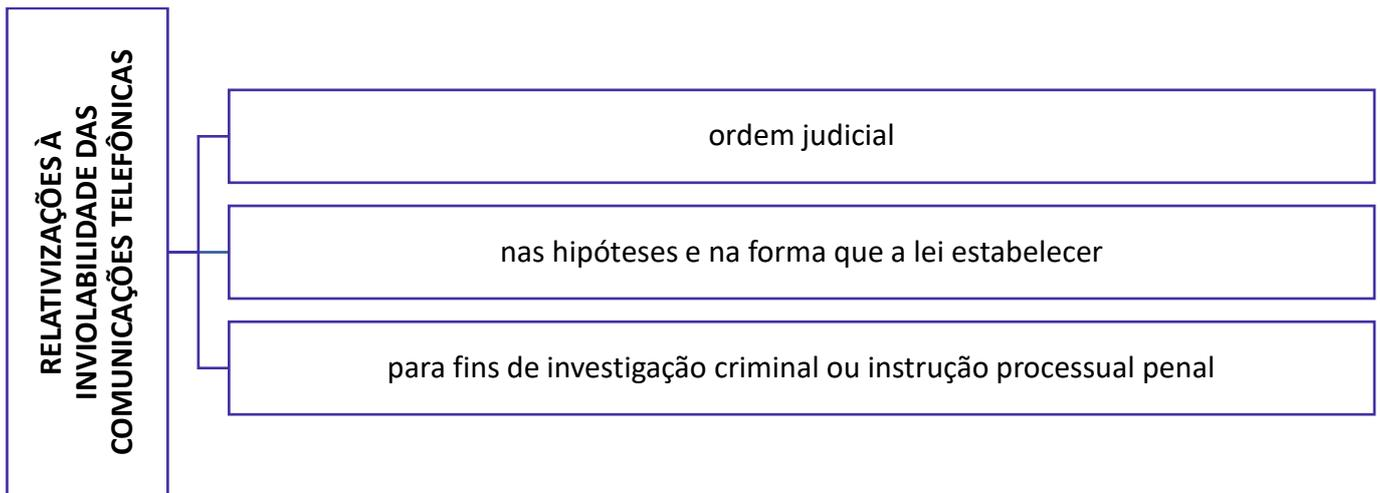 RELATIVIZAÇÕES À
INVIOLABILIDADE DAS
COMUNICAÇÕES TELEFÔNICAS
ordem judicial
nas hipóteses e na forma que a lei estabelecer
para fins de investigação criminal ou instrução processual penal